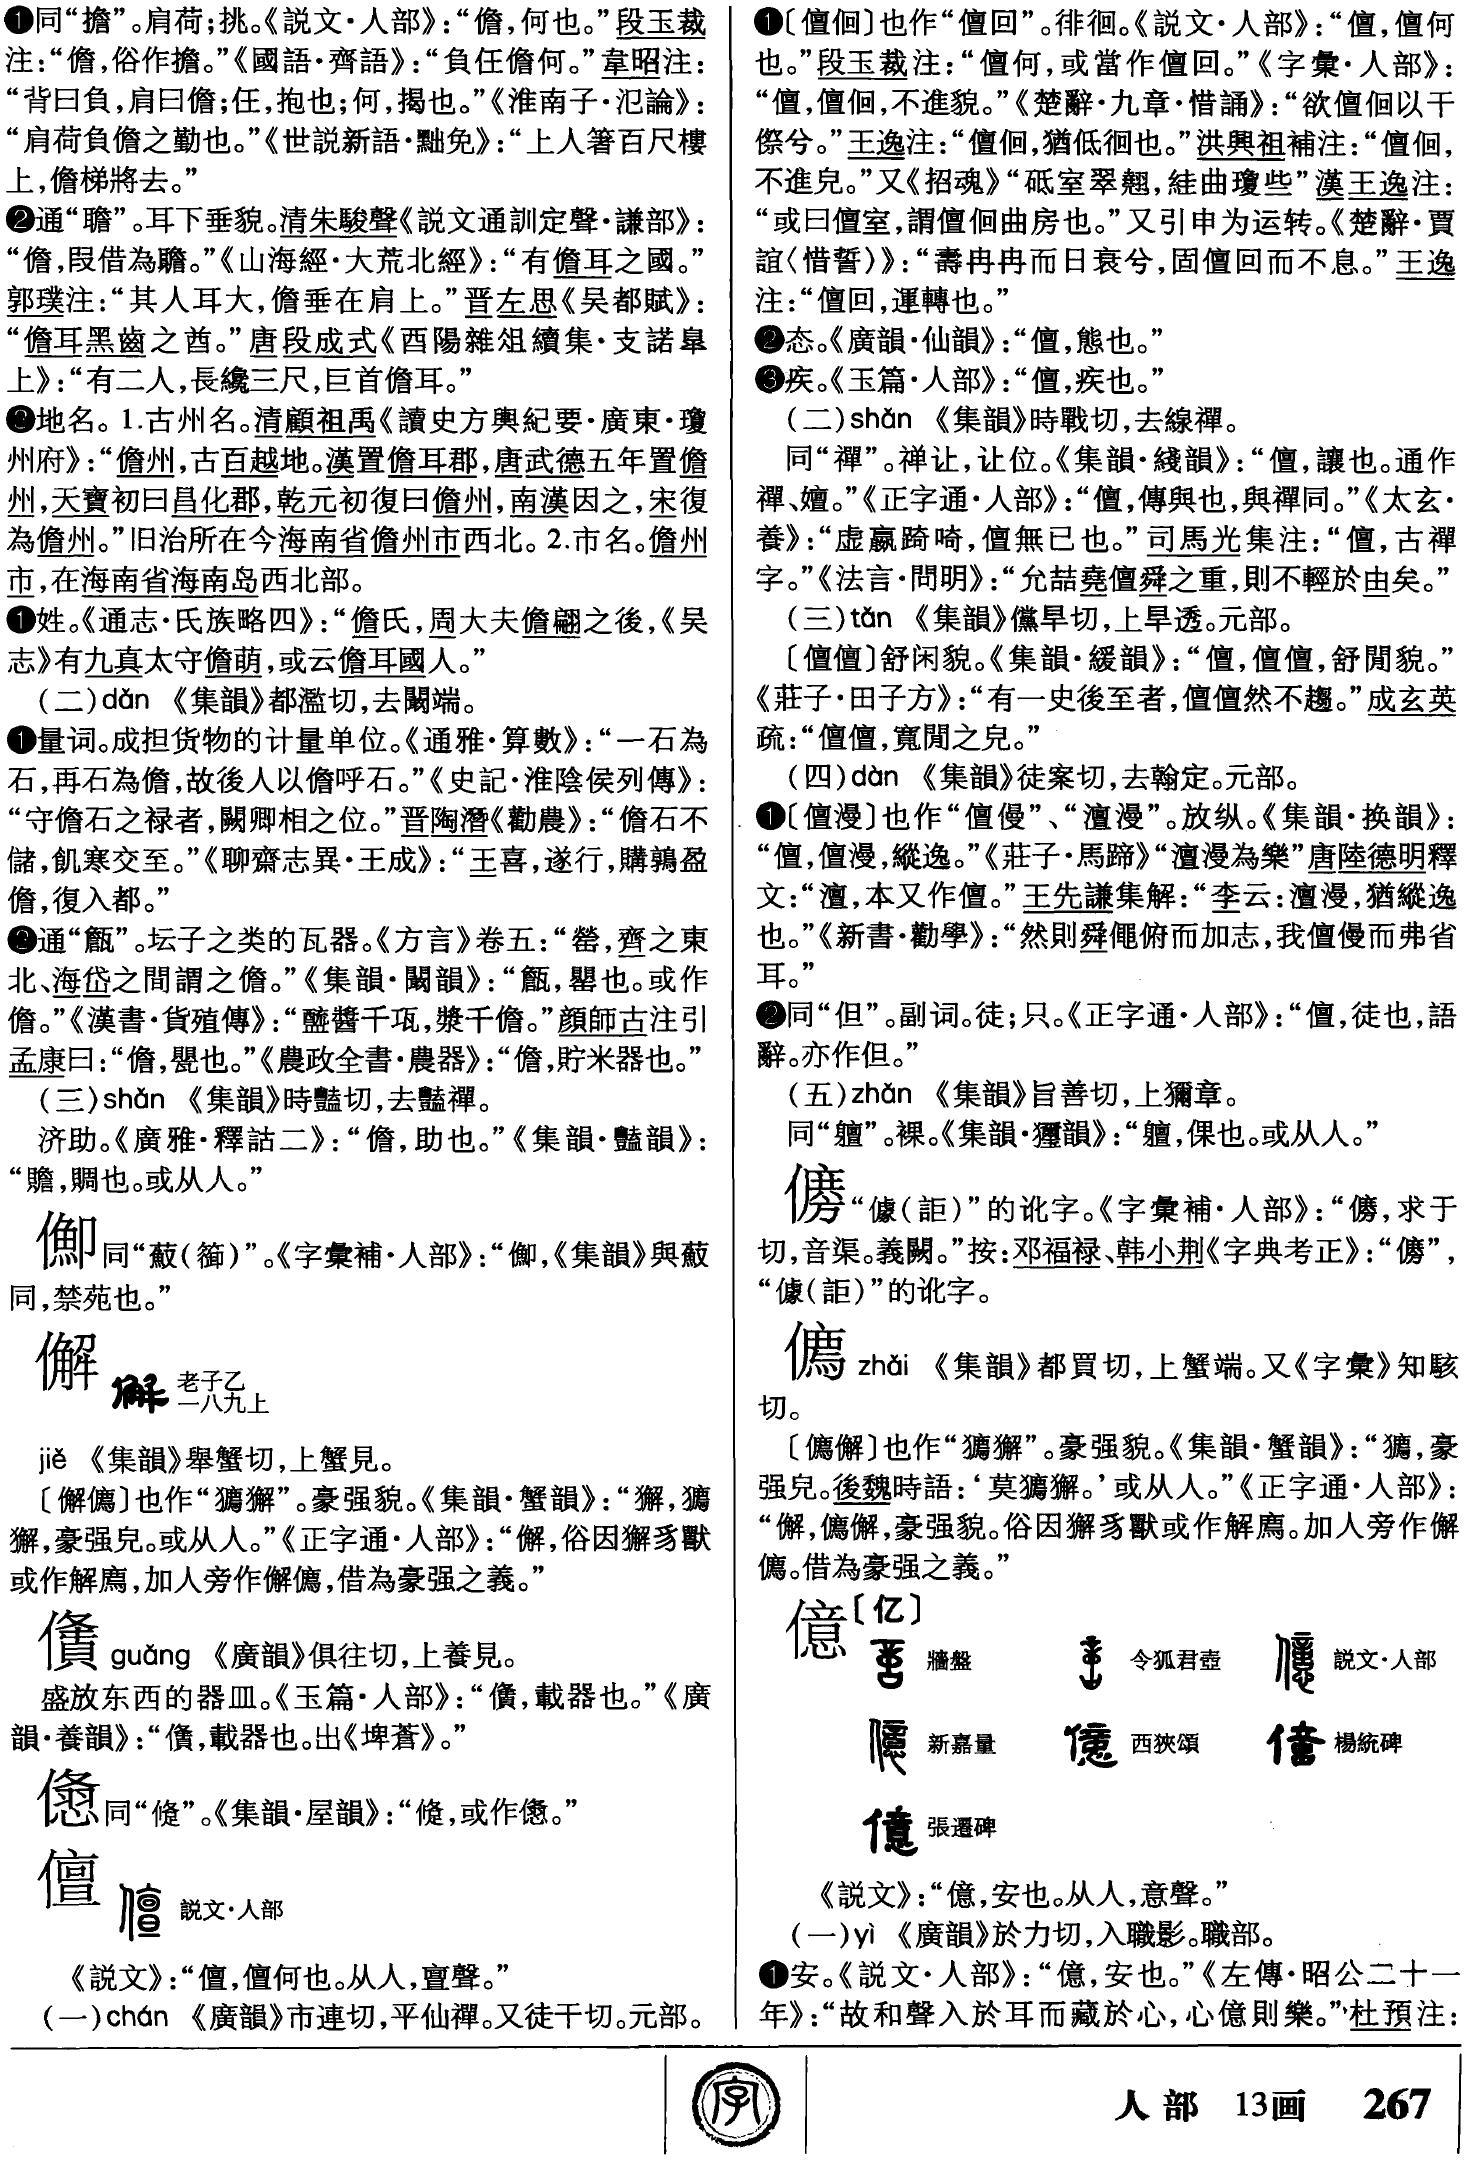 ❶同“擔”。肩荷；挑。《説文·人部》：“儋，何也。”段玉裁
注：“儋，俗作擔。”《國語·齊語》：“負任儋何。”韋昭注：
“背曰負，肩曰儋；任，抱也；何，揭也。”《淮南子·氾論》：
“肩荷負儋之勤也。”《世説新語·黜免》：“上人箸百尺樓
上，儋梯將去。”
❷通“聸”。耳下垂貌。清朱駿聲《説文通訓定聲·謙部》：
“儋，叚借為聸。”《山海經·大荒北經》：“有儋耳之國。”
郭璞注：“其人耳大，儋垂在肩上。”晋左思《吴都賦》：
“儋耳黑齒之酋。”唐段成式《酉陽雜俎續集·支諾皐
上》：“有二人，長纔三尺，巨首儋耳。”
❸地名。1.古州名。清顧祖禹《讀史方輿紀要·廣東·瓊
州府》：“儋州，古百越地。漢置儋耳郡，唐武德五年置儋
州，天寶初曰昌化郡，乾元初復曰儋州，南漢因之，宋復
為儋州。”旧治所在今海南省儋州市西北。2.市名。儋州
市，在海南省海南岛西北部。
❶姓。《通志·氏族略四》：“儋氏，周大夫儋翩之後，《吴
志》有九真太守儋萌，或云儋耳國人。”
（二）dǎn 《集韻》都濫切，去闞端。
❶量词。成担货物的计量单位。《通雅·算數》：“一石為
石，再石為儋，故後人以儋呼石。”《史記·淮陰侯列傳》：
“守儋石之禄者，闕卿相之位。”晋陶潛《勸農》：“儋石不
儲，飢寒交至。”《聊齋志異·王成》：“王喜，遂行，購鶉盈
儋，復入都。”
❷通“甔”。坛子之类的瓦器。《方言》卷五：“罃，齊之東
北、海岱之間謂之儋。”《集韻·闞韻》：“甔，罌也。或作
儋。”《漢書·貨殖傳》：“醯醬千瓨，漿千儋。”顔師古注引
孟康曰：“儋，甖也。”《農政全書·農器》：“儋，貯米器也。”
（三）shǎn 《集韻》時豔切，去豔禪。
济助。《廣雅·釋詁二》：“儋，助也。”《集韻·豔韻》：
“贍，賙也。或从人。”
同“籞（籞）”。《字彙補·人部》：“，《集韻》與同
同，禁苑也。”
懈 老子乙
一八九上
jiě 《集韻》舉蟹切，上蟹見。
〔㒠〕也作“獬”。豪强貌。《集韻·蟹韻》：“獬，
獬，豪强皃。或从人。”《正字通·人部》：“，俗因獬豸獸
或作解廌，加人旁作，借為豪强之義。”
guǎng 《廣韻》俱往切，上養見。
盛放东西的器皿。《玉篇·人部》：“，載器也。”《廣
韻·養韻》：“，載器也。出《埤蒼》。”
同“”。《集韻·屋韻》：“，或作。”
儃 説文·人部
《説文》：“儃，儃何也。从人，亶聲。”
（一）chán 《廣韻》市連切，平仙禪。又徒干切。元部。
❶〔儃佪〕也作“儃回”。徘徊。《説文·人部》：“儃，儃何
也。”段玉裁注：“儃何，或當作儃回。”《字彙·人部》：
“儃，儃佪，不進貌。”《楚辭·九章·惜誦》：“欲儃佪以干
傺兮。”王逸注：“儃佪，猶低徊也。”洪興祖補注：“儃佪，
不進皃。”又《招魂》“砥室翠翹，絓曲瓊些”漢王逸注：
“或曰儃室，謂儃佪曲房也。”又引申为运转。《楚辭·賈
誼〈惜誓〉》：“壽冉冉而日衰兮，固儃回而不息。”王逸
注：“儃回，運轉也。”
❷态。《廣韻·仙韻》：“儃，態也。”
❸疾。《玉篇·人部》：“儃，疾也。”
（二）shǎn 《集韻》時戰切，去線禪。
同“禪”。禅让，让位。《集韻·綫韻》：“儃，讓也。通作
禪、嬗。”《正字通·人部》：“儃，傳與也，與禪同。”《太玄·
養》：“虚嬴踦踦，儃無已也。”司馬光集注：“儃，古禪
字。”《法言·問明》：“允喆堯儃舜之重，則不輕於由矣。”
（三）tǎn 《集韻》儻旱切，上旱透。元部。
〔儃儃〕舒闲貌。《集韻·緩韻》：“儃，儃儃，舒閒貌。”
《莊子·田子方》：“有一史後至者，儃儃然不趨。”成玄英
疏：“儃儃，寬閒之皃。”
（四）dàn 《集韻》徒案切，去翰定。元部。
❶〔儃漫〕也作“儃僈”、“澶漫”。放纵。《集韻·换韻》：
“儃，儃漫，縱逸。”《莊子·馬蹄》“澶漫為樂”唐陸德明釋
文：“澶，本又作儃。”王先謙集解：“李云：澶漫，猶縱逸
也。”《新書·勸學》：“然則舜僶俯而加志，我儃僈而弗省
耳。”
❷同“但”。副词。徒；只。《正字通·人部》：“儃，徒也，語
辭。亦作但。”
（五）zhǎn 《集韻》旨善切，上獮章。
同“皽”。裸。《集韻·獮韻》：“，倮也。或从人。”
“㒇（詎）”的讹字。《字彙補·人部》：“，求于
切，音渠。義闕。”按：邓福禄、韩小荆《字典考正》：“”，
“（詎）”的讹字。
zhǎi 《集韻》都買切，上蟹端。又《字彙》知駭
切。
〔〕也作“獬”。豪强貌。《集韻·蟹韻》：“，豪
强皃。後魏時語：‘莫獬。’或从人。”《正字通·人部》：
“，豪强貌。俗因獬豸獸或作解廌。加人旁作
。借為豪强之義。”
億〔亿〕
牆盤 令狐君壺 説文·人部
新嘉量 西狹頌 楊統碑
張遷碑
《説文》：“億，安也。从人，意聲。”
（一）yì 《廣韻》於力切，入職影。職部。
❶安。《説文·人部》：“億，安也。”《左傳·昭公二十一
年》：“故和聲入於耳而藏於心，心億則樂。”杜預注：
字
人部 13画 267